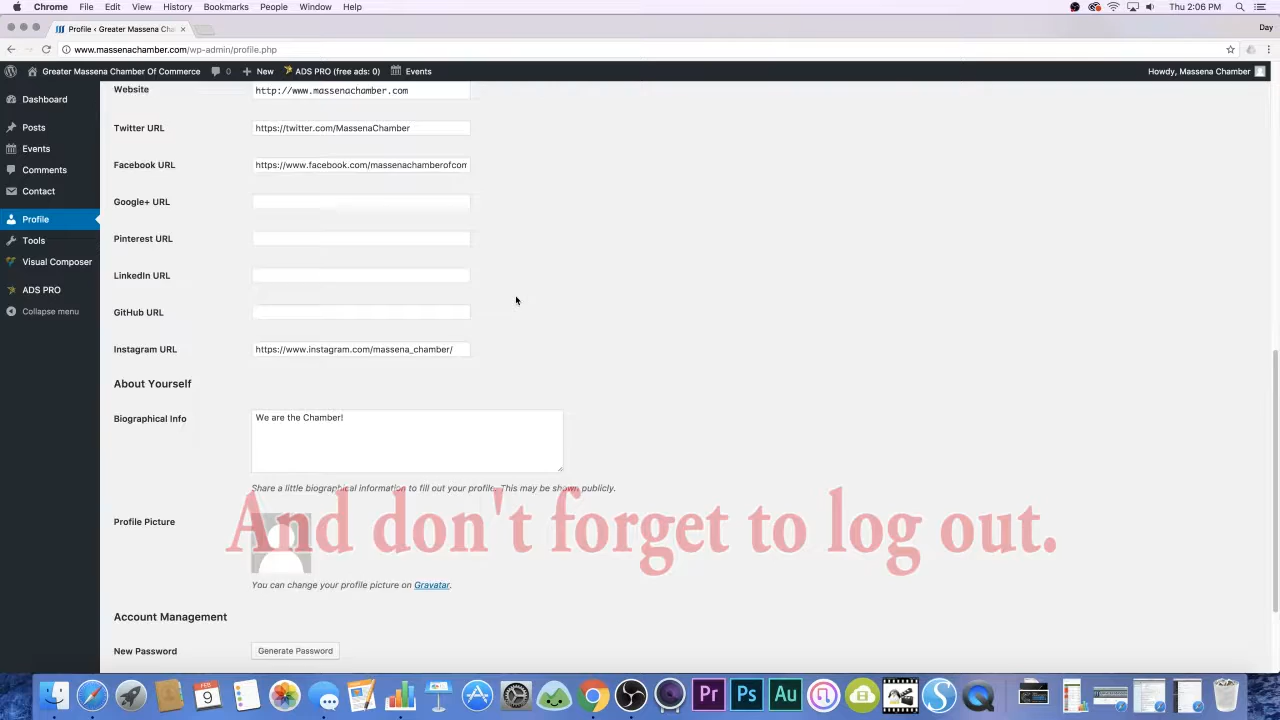 Chrome File Edit View History Bookmarks People Window Help Thu 2:06 PM
Profile ‹ Greater Massena Cha Day
www.massenachamber.com/wp-admin/profile.php
Greater Massena Chamber Of Commerce 0 New ADS PRO (free ads: 0) Events Howdy, Massena Chamber
Dashboard
Posts
Events
Comments
Contact
Profile
Tools
Visual Composer
ADS PRO
Collapse menu
Website http://www.massenachamber.com
Twitter URL https://twitter.com/MassenaChamber
Facebook URL https://www.facebook.com/massenachamberofcom
Google+ URL
Pinterest URL
LinkedIn URL
GitHub URL
Instagram URL https://www.instagram.com/massena_chamber/
About Yourself
Biographical Info We are the Chamber!
Share a little biographical information to fill out your profile. This may be shown publicly.
And don't forget to log out.
Profile Picture
You can change your profile picture on Gravatar.
Account Management
New Password Generate Password
FEB
9
Pr Ps Au